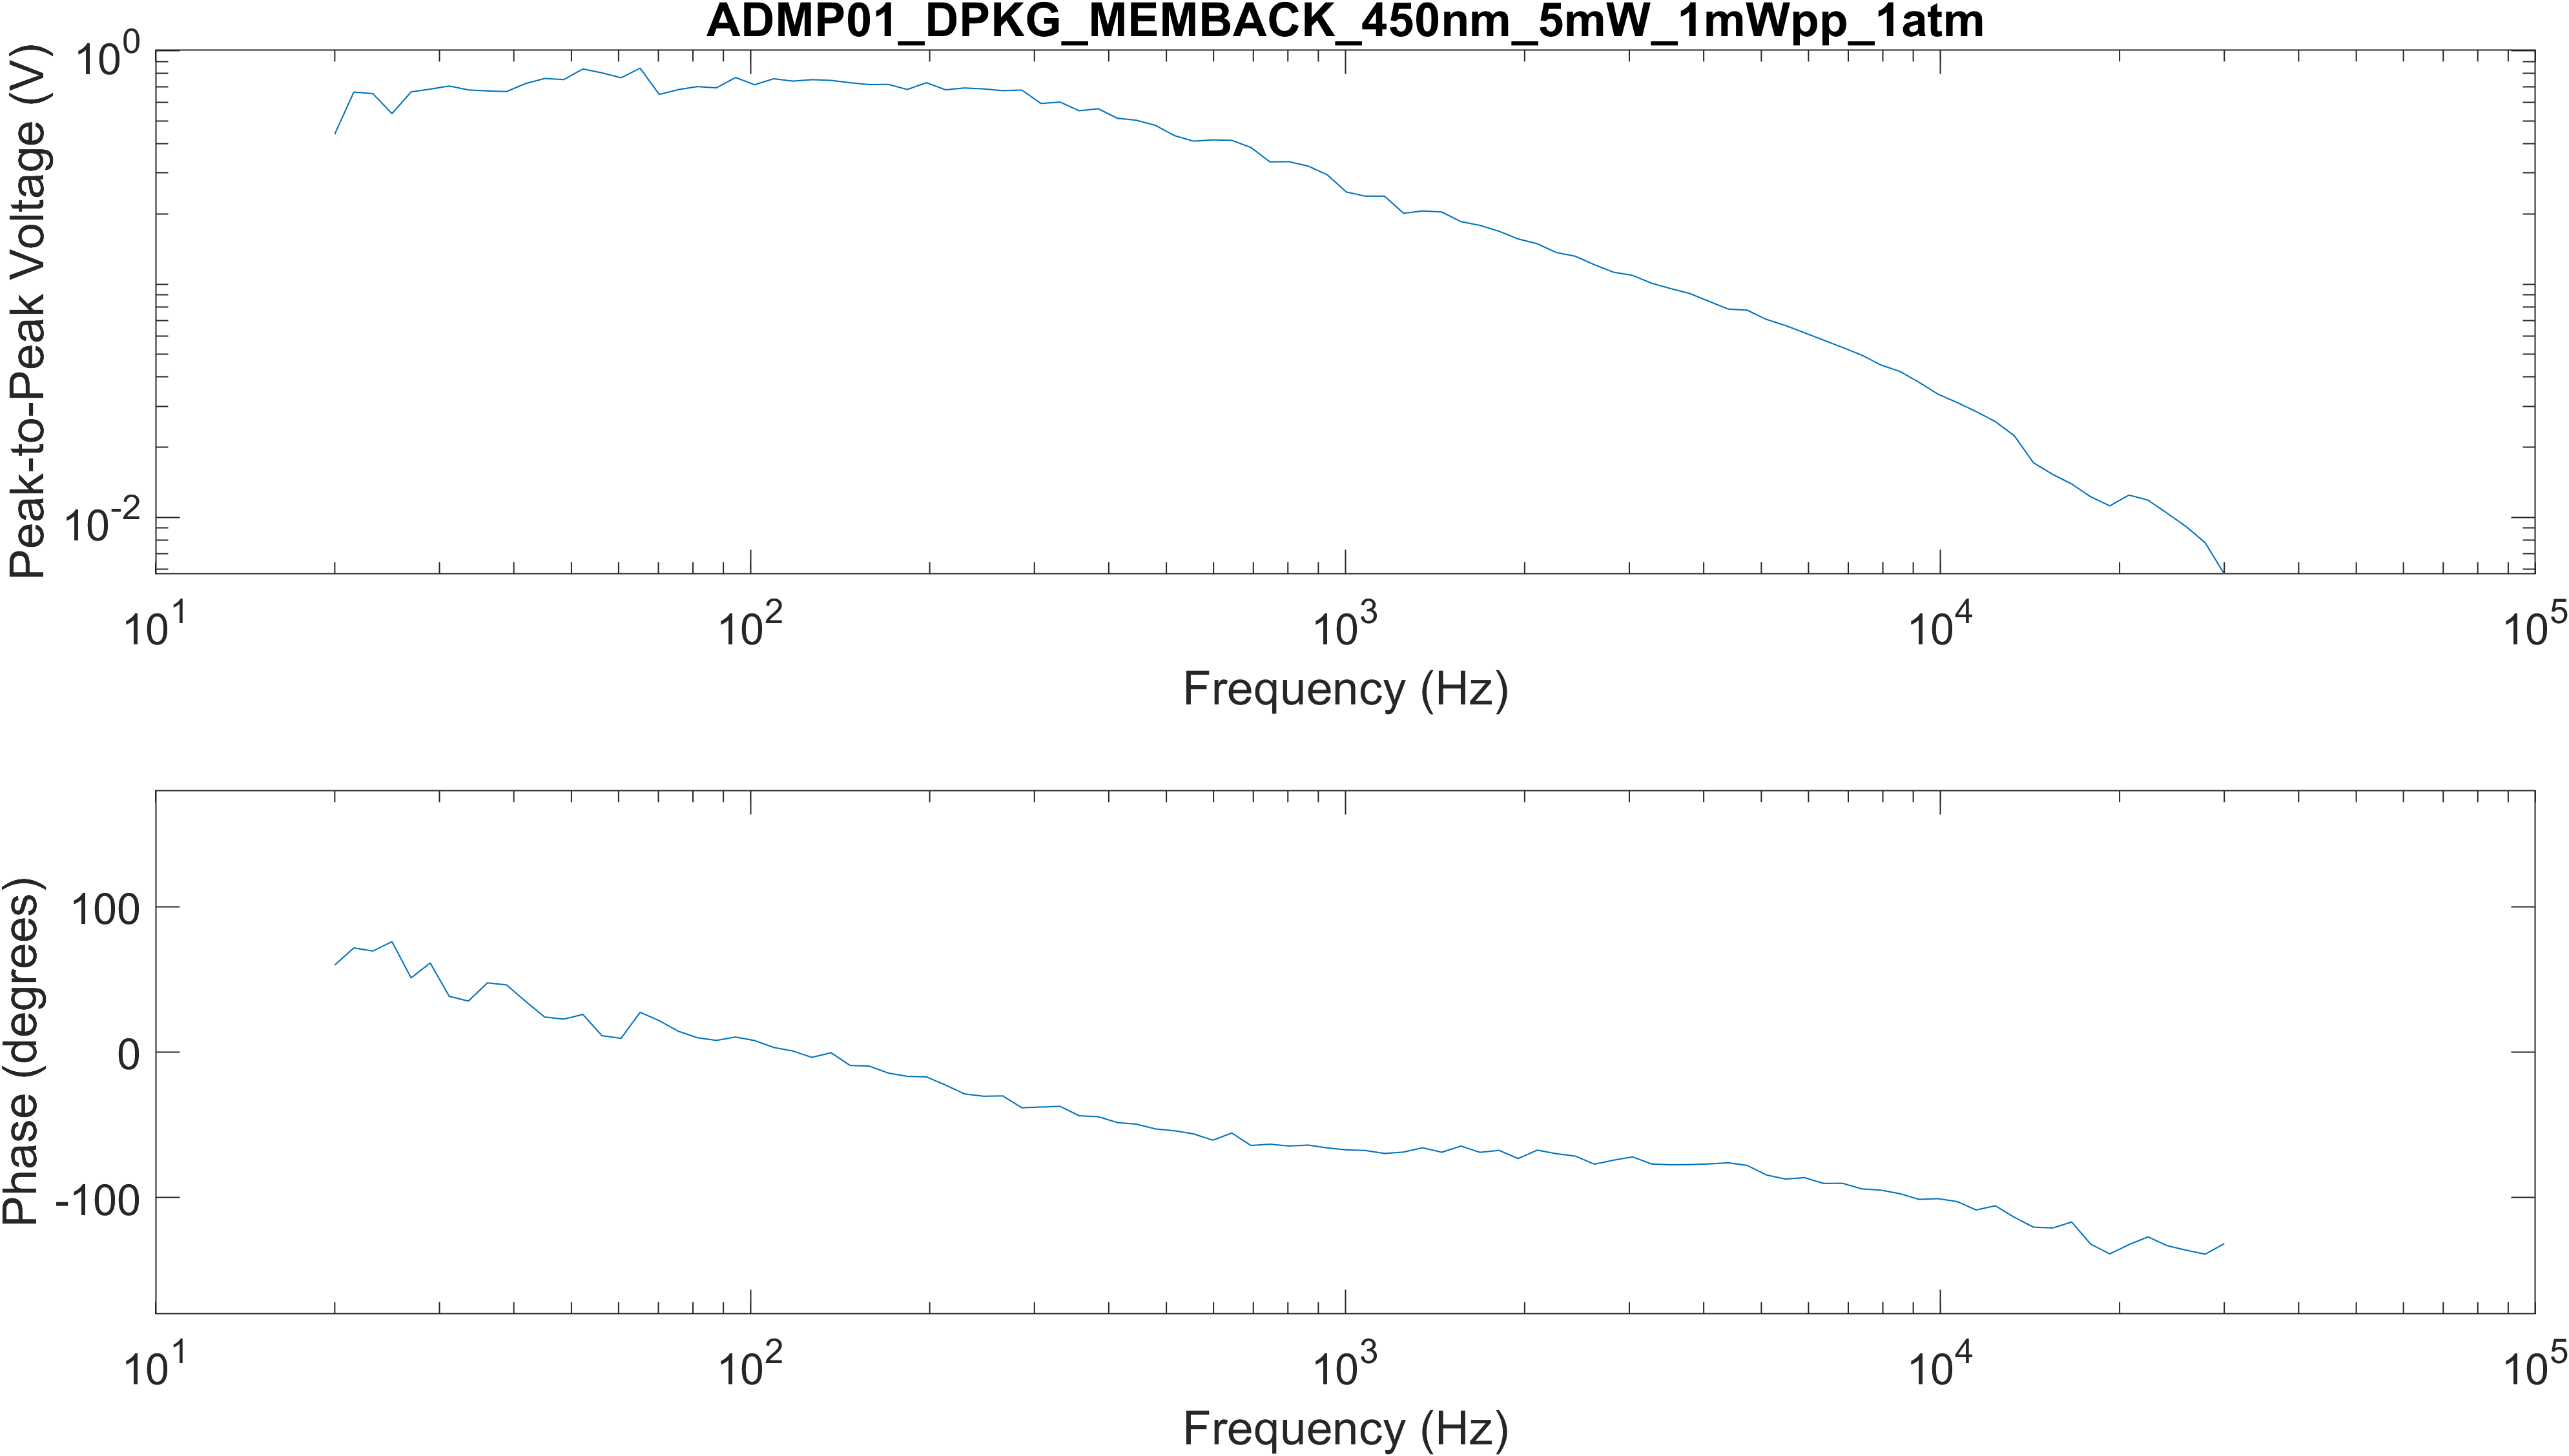 ADMP01_DPKG_MEMBACK_450nm_5mW_1mWpp_1atm
Peak-to-Peak Voltage (V)
10^0
10^-2
10^1 10^2 10^3 10^4 10^5
Frequency (Hz)
Phase (degrees)
100
0
-100
10^1 10^2 10^3 10^4 10^5
Frequency (Hz)